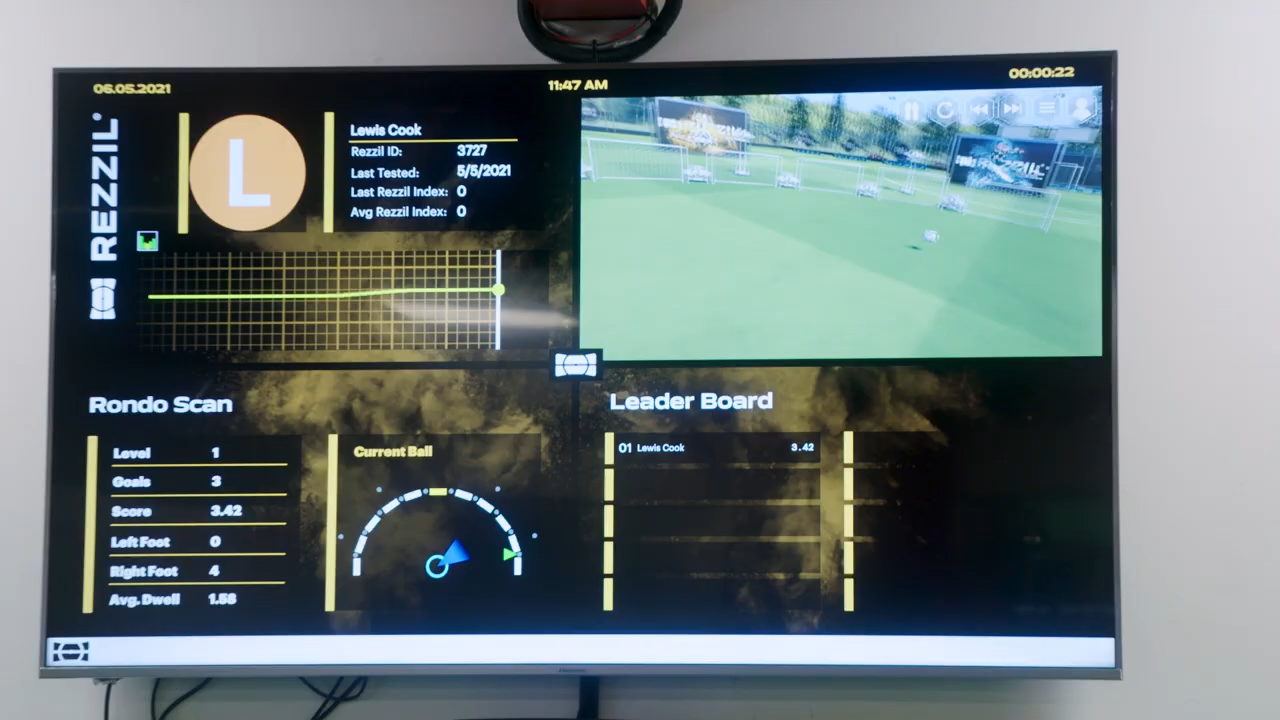 06.05.2021
11:47 AM
00:00:22
REZZIL
L
Lewis Cook
Rezzil ID: 3727
Last Tested: 5/5/2021
Last Rezzil Index: 0
Avg Rezzil Index: 0
Rondo Scan
Level 1
Goals 3
Score 3.42
Left Foot 0
Right Foot 4
Avg. Dwell 1.58
Current Ball
Leader Board
01 Lewis Cook 3.42